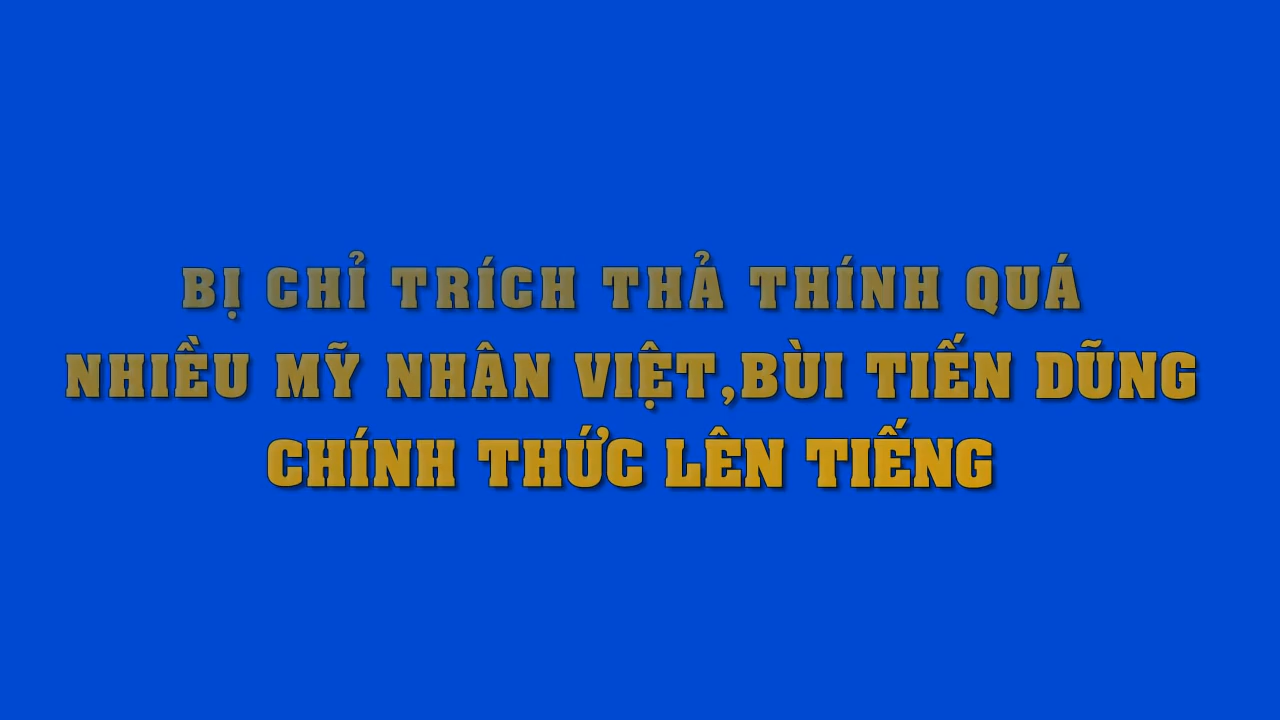 BỊ CHỈ TRÍCH THẢ THÍNH QUÁ
NHIỀU MỸ NHÂN VIỆT,BÙI TIẾN DŨNG
CHÍNH THỨC LÊN TIẾNG